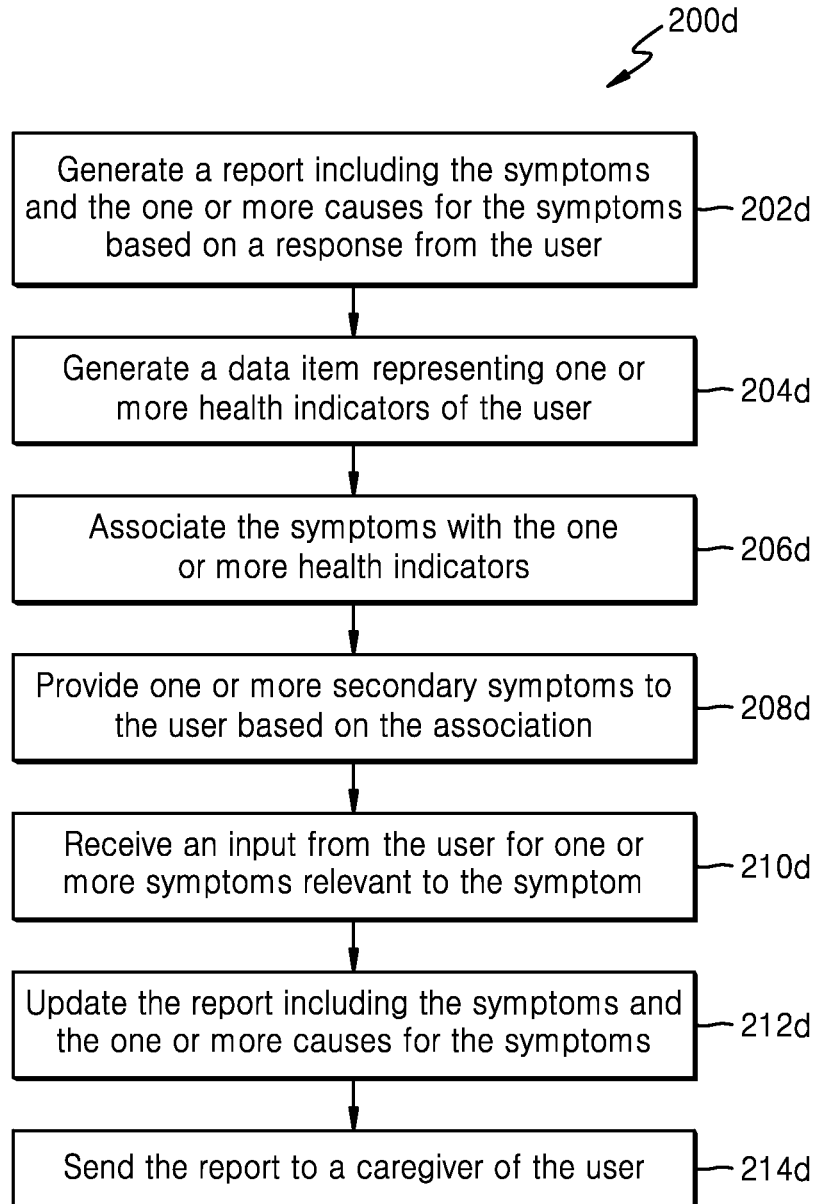 200d
Generate a report including the symptoms
and the one or more causes for the symptoms
based on a response from the user
202d
Generate a data item representing one or
more health indicators of the user
204d
Associate the symptoms with the one
or more health indicators
206d
Provide one or more secondary symptoms to
the user based on the association
208d
Receive an input from the user for one or
more symptoms relevant to the symptom
210d
Update the report including the symptoms and
the one or more causes for the symptoms
212d
Send the report to a caregiver of the user
214d